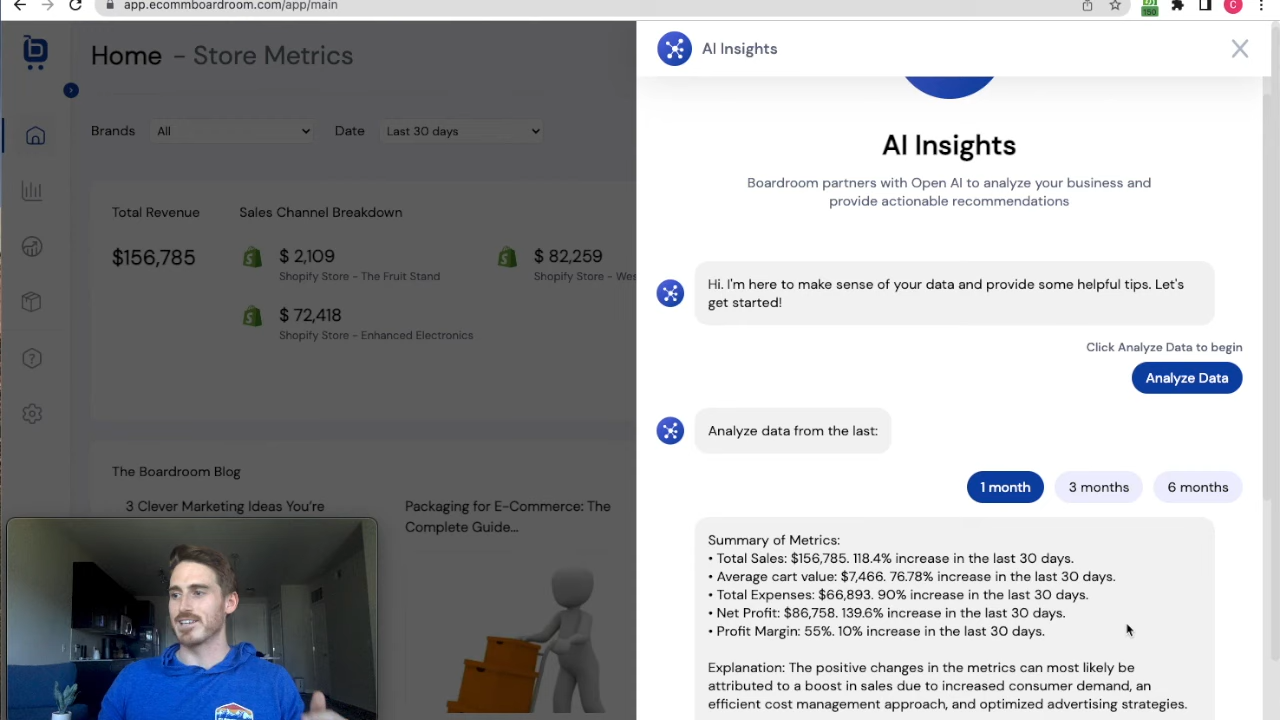 app.ecommboardroom.com/app/main
150
C
Home - Store Metrics
Brands
All
Date
Last 30 days
Total Revenue
$156,785
Sales Channel Breakdown
$ 2,109
Shopify Store - The Fruit Stand
$ 82,259
Shopify Store - Wes
$ 72,418
Shopify Store - Enhanced Electronics
The Boardroom Blog
3 Clever Marketing Ideas You're
Packaging for E-Commerce: The
Complete Guide...
AI Insights
AI Insights
Boardroom partners with Open AI to analyze your business and
provide actionable recommendations
Hi. I'm here to make sense of your data and provide some helpful tips. Let's
get started!
Click Analyze Data to begin
Analyze Data
Analyze data from the last:
1 month
3 months
6 months
Summary of Metrics:
• Total Sales: $156,785. 118.4% increase in the last 30 days.
• Average cart value: $7,466. 76.78% increase in the last 30 days.
• Total Expenses: $66,893. 90% increase in the last 30 days.
• Net Profit: $86,758. 139.6% increase in the last 30 days.
• Profit Margin: 55%. 10% increase in the last 30 days.
Explanation: The positive changes in the metrics can most likely be
attributed to a boost in sales due to increased consumer demand, an
efficient cost management approach, and optimized advertising strategies.